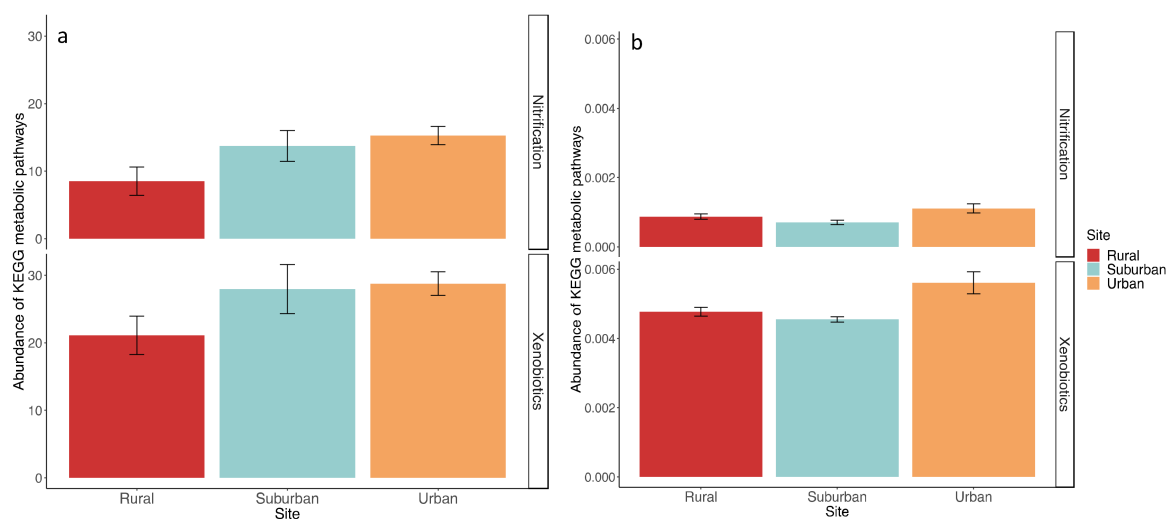 a
Abundance of KEGG metabolic pathways
30
20
10
0
Nitrification
30
20
10
0
Xenobiotics
Rural
Suburban
Urban
Site
b
Abundance of KEGG metabolic pathways
0.006
0.004
0.002
0.000
Nitrification
0.006
0.004
0.002
0.000
Xenobiotics
Rural
Suburban
Urban
Site
Site
Rural
Suburban
Urban